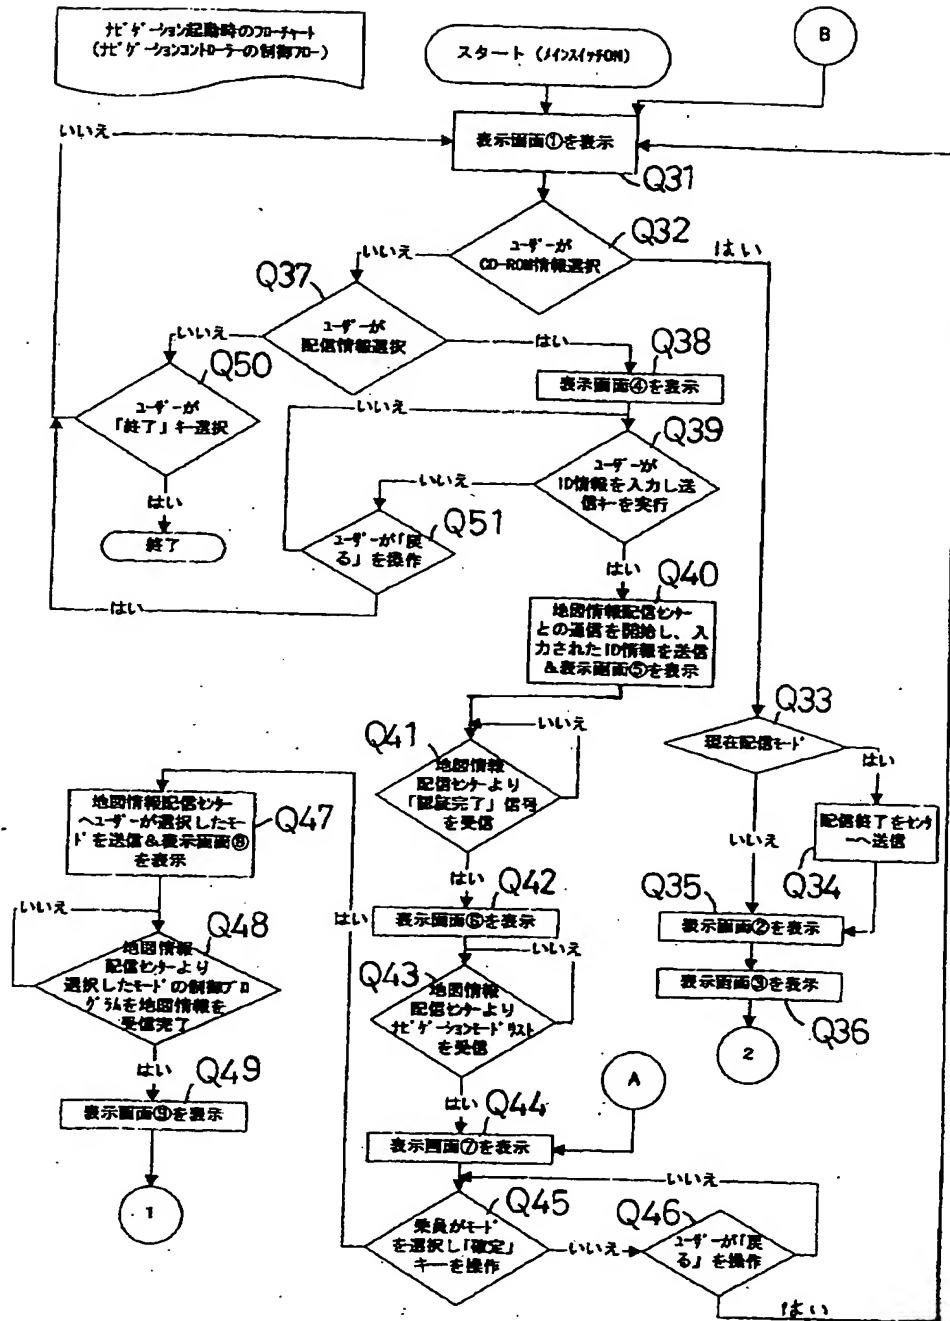 ナビゲーション起動時のフローチャート
(ナビゲーションコントローラーの制御フロー)
スタート (メインスイッチON)
B
表示画面①を表示
Q31
いいえ
ユーザーが
CD-ROM情報選択
Q32
はい
いいえ
Q37
ユーザーが
配信情報選択
いいえ
はい
Q50
ユーザーが
「終了」キー選択
はい
終了
Q38
表示画面④を表示
いいえ
Q39
ユーザーが
ID情報を入力し送
信キーを実行
いいえ
Q51
ユーザーが「戻
る」を操作
はい
はい
Q40
地図情報配信センター
との通信を開始し、入
力されたID情報を送信
&表示画面⑤を表示
Q33
現在配信モード
はい
いいえ
配信終了をセンタ
ーへ送信
Q34
Q35
表示画面②を表示
表示画面③を表示
Q36
2
Q41
いいえ
地図情報
配信センターより
「認証完了」信号
を受信
はい
Q42
表示画面⑥を表示
いいえ
Q43
地図情報
配信センターより
ナビゲーションモードリスト
を受信
はい
Q44
A
表示画面⑦を表示
いいえ
Q45
乗員がモード
を選択し「確定」
キーを操作
いいえ
Q46
ユーザーが「戻
る」を操作
はい
はい
地図情報配信センター
へユーザーが選択したモー
ドを送信&表示画面⑧
を表示
Q47
いいえ
Q48
地図情報
配信センターより
選択したモードの制御プロ
グラムを地図情報を
受信完了
はい
Q49
表示画面⑨を表示
1